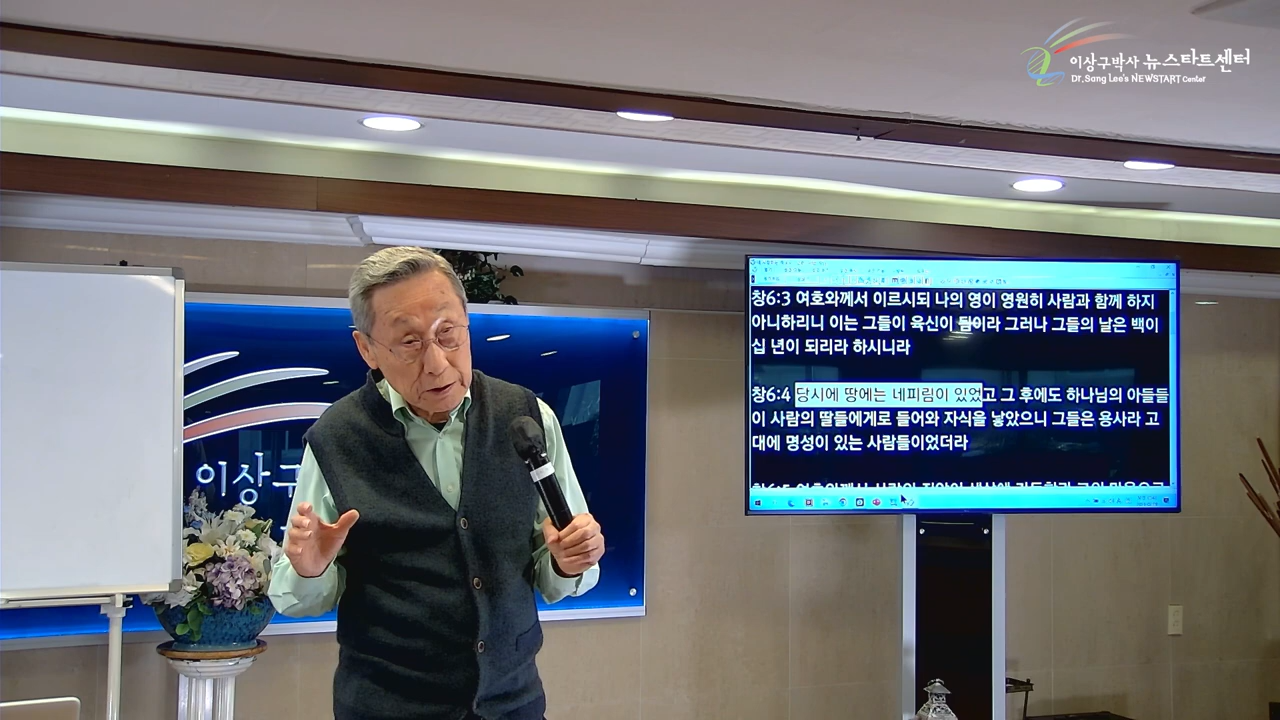 이상구박사 뉴스타트센터
Dr.Sang Lee's NEWSTART Center
이상구
창6:3 여호와께서 이르시되 나의 영이 영원히 사람과 함께 하지
아니하리니 이는 그들이 육신이 됨이라 그러나 그들의 날은 백이
십 년이 되리라 하시니라
창6:4 당시에 땅에는 네피림이 있었고 그 후에도 하나님의 아들들
이 사람의 딸들에게로 들어와 자식을 낳았으니 그들은 용사라 고
대에 명성이 있는 사람들이었더라